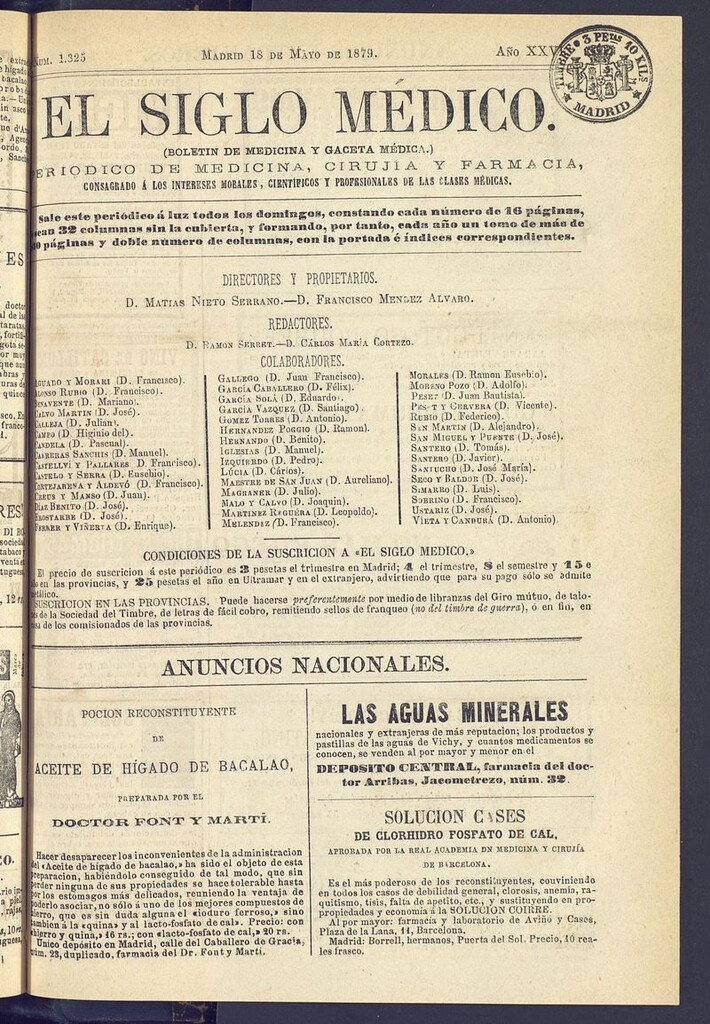 NUM. 1.325
MADRID 18 DE MAYO DE 1879.
AÑO XXV
TIMBRE 3 PETAS 10 KILS
MADRID
EL SIGLO MÉDICO.
(BOLETIN DE MEDICINA Y GACETA MÉDICA.)
PERIODICO DE MEDICINA, CIRUJÍA Y FARMACIA,
CONSAGRADO Á LOS INTERESES MORALES, CIENTÍFICOS Y PROFESIONALES DE LAS CLASES MÉDICAS.
Sale este periódico á luz todos los domingos, constando cada número de 16 páginas,
sean 32 columnas sin la cubierta, y formando, por tanto, cada año un tomo de más de
páginas y doble número de columnas, con la portada é índices correspondientes.
DIRECTORES Y PROPIETARIOS.
D. MATIAS NIETO SERRANO.—D. FRANCISCO MENDEZ ALVARO.
REDACTORES.
D. RAMON SERRET.—D. CÁRLOS MARÍA CORTEZO.
COLABORADORES.
AGUADO Y MORARI (D. Francisco).
ALONSO RUBIO (D. Francisco).
BENAVENTE (D. Mariano).
CALVO MARTIN (D. José).
CALLEJA (D. Julian).
CAMPO (D. Higinio del).
CANDELA (D. Pascual).
CARRERAS SANCHIS (D. Manuel).
CASTELLVÍ Y PALLARES D. Francisco).
CASTELO Y SERRA (D. Eusebio).
CORTEJARENA Y ALDEVÓ (D. Francisco).
CREUS Y MANSO (D. Juan).
DIAZ BENITO (D. José).
EROSTARBE (D. José).
FERRER Y VIÑERTA (D. Enrique).
GALLEGO (D. Juan Francisco).
GARCÍA CABALLERO (D. Félix).
GARCÍA SOLÁ (D. Eduardo).
GARCÍA VAZQUEZ (D. Santiago).
GOMEZ TORRES (D. Antonio).
HERNANDEZ POGGIO (D. Ramon).
HERNANDO (D. Benito).
IGLESIAS (D. Manuel).
IZQUIERDO (D. Pedro).
LÚCIA (D. Cárlos).
MAESTRE DE SAN JUAN (D. Aureliano).
MAGRANER (D. Julio).
MALO Y CALVO (D. Joaquin).
MARTINEZ REGUÉRA (D. Leopoldo).
MELENDEZ (D. Francisco).
MORALES (D. Ramon Eusebio).
MORENO POZO (D. Adolfo).
PESET (D. Juan Bautista).
PESET Y CERVERA (D. Vicente).
RUBIO (D. Federico).
SAN MARTIN (D. Alejandro).
SAN MIGUEL Y PUENTE (D. José).
SANTERO (D. Tomás).
SANTERO (D. Javier).
SANTUCHO (D. José María).
SECO Y BALDOR (D. José).
SIMARRO (D. Luis).
SOBRINO (D. Francisco).
USTARIZ (D. José).
VIETA Y CANDURÁ (D. Antonio).
CONDICIONES DE LA SUSCRICION A «EL SIGLO MEDICO.»
El precio de suscricion á este periódico es 3 pesetas el trimestre en Madrid; 4 el trimestre, 8 el semestre y 15 e
en las provincias, y 25 pesetas el año en Ultramar y en el extranjero, advirtiendo que para su pago sólo se admite
metálico.
SUSCRICION EN LAS PROVINCIAS. Puede hacerse preferentemente por medio de libranzas del Giro mútuo, de talo-
de la Sociedad del Timbre, de letras de fácil cobro, remitiendo sellos de franqueo (no del timbre de guerra), ó en fin, en
de los comisionados de las provincias.
ANUNCIOS NACIONALES.
POCION RECONSTITUYENTE
DE
ACEITE DE HÍGADO DE BACALAO,
PREPARADA POR EL
DOCTOR FONT Y MARTÍ.
Hacer desaparecer los inconvenientes de la administracion
del «Aceite de hígado de bacalao,» ha sido el objeto de esta
preparacion, habiéndolo conseguido de tal modo, que sin
perder ninguna de sus propiedades se hace tolerable hasta
por los estómagos más delicados, reuniendo la ventaja de
poderlo asociar, no sólo á uno de los mejores compuestos de
hierro, que es sin duda alguna el «ioduro ferroso,» sino
tambien á la «quina» y al lacto-fosfato de cal». Precio: con
«hierro y quina,» 16 rs.; con «lacto-fosfato de cal,» 20 rs.
Unico depósito en Madrid, calle del Caballero de Gracia,
núm. 23, duplicado, farmacia del Dr. Font y Marti.
LAS AGUAS MINERALES
nacionales y extranjeras de más reputacion; los productos y
pastillas de las aguas de Vichy, y cuantos medicamentos se
conocen, se venden al por mayor y menor en el
DEPOSITO CENTRAL, farmacia del doc-
tor Arribas, Jacometrezo, núm. 32.
SOLUCION CASES
DE CLORHIDRO FOSFATO DE CAL,
APROBADA POR LA REAL ACADEMIA DN MEDICINA Y CIRUJÍA
DE BARCELONA.
Es el más poderoso de los reconstituyentes, conviniendo
en todos los casos de debilidad general, clorosis, anemia, ra-
quitismo, tisis, falta de apetito, etc., y sustituyendo en pro-
propiedades y economía á la SOLUCION COIRRE.
Al por mayor: farmacia y laboratorio de Aviñó y Cases,
Plaza de la Lana, 11, Barcelona.
Madrid: Borrell, hermanos, Puerta del Sol. Precio, 10 rea-
les frasco.